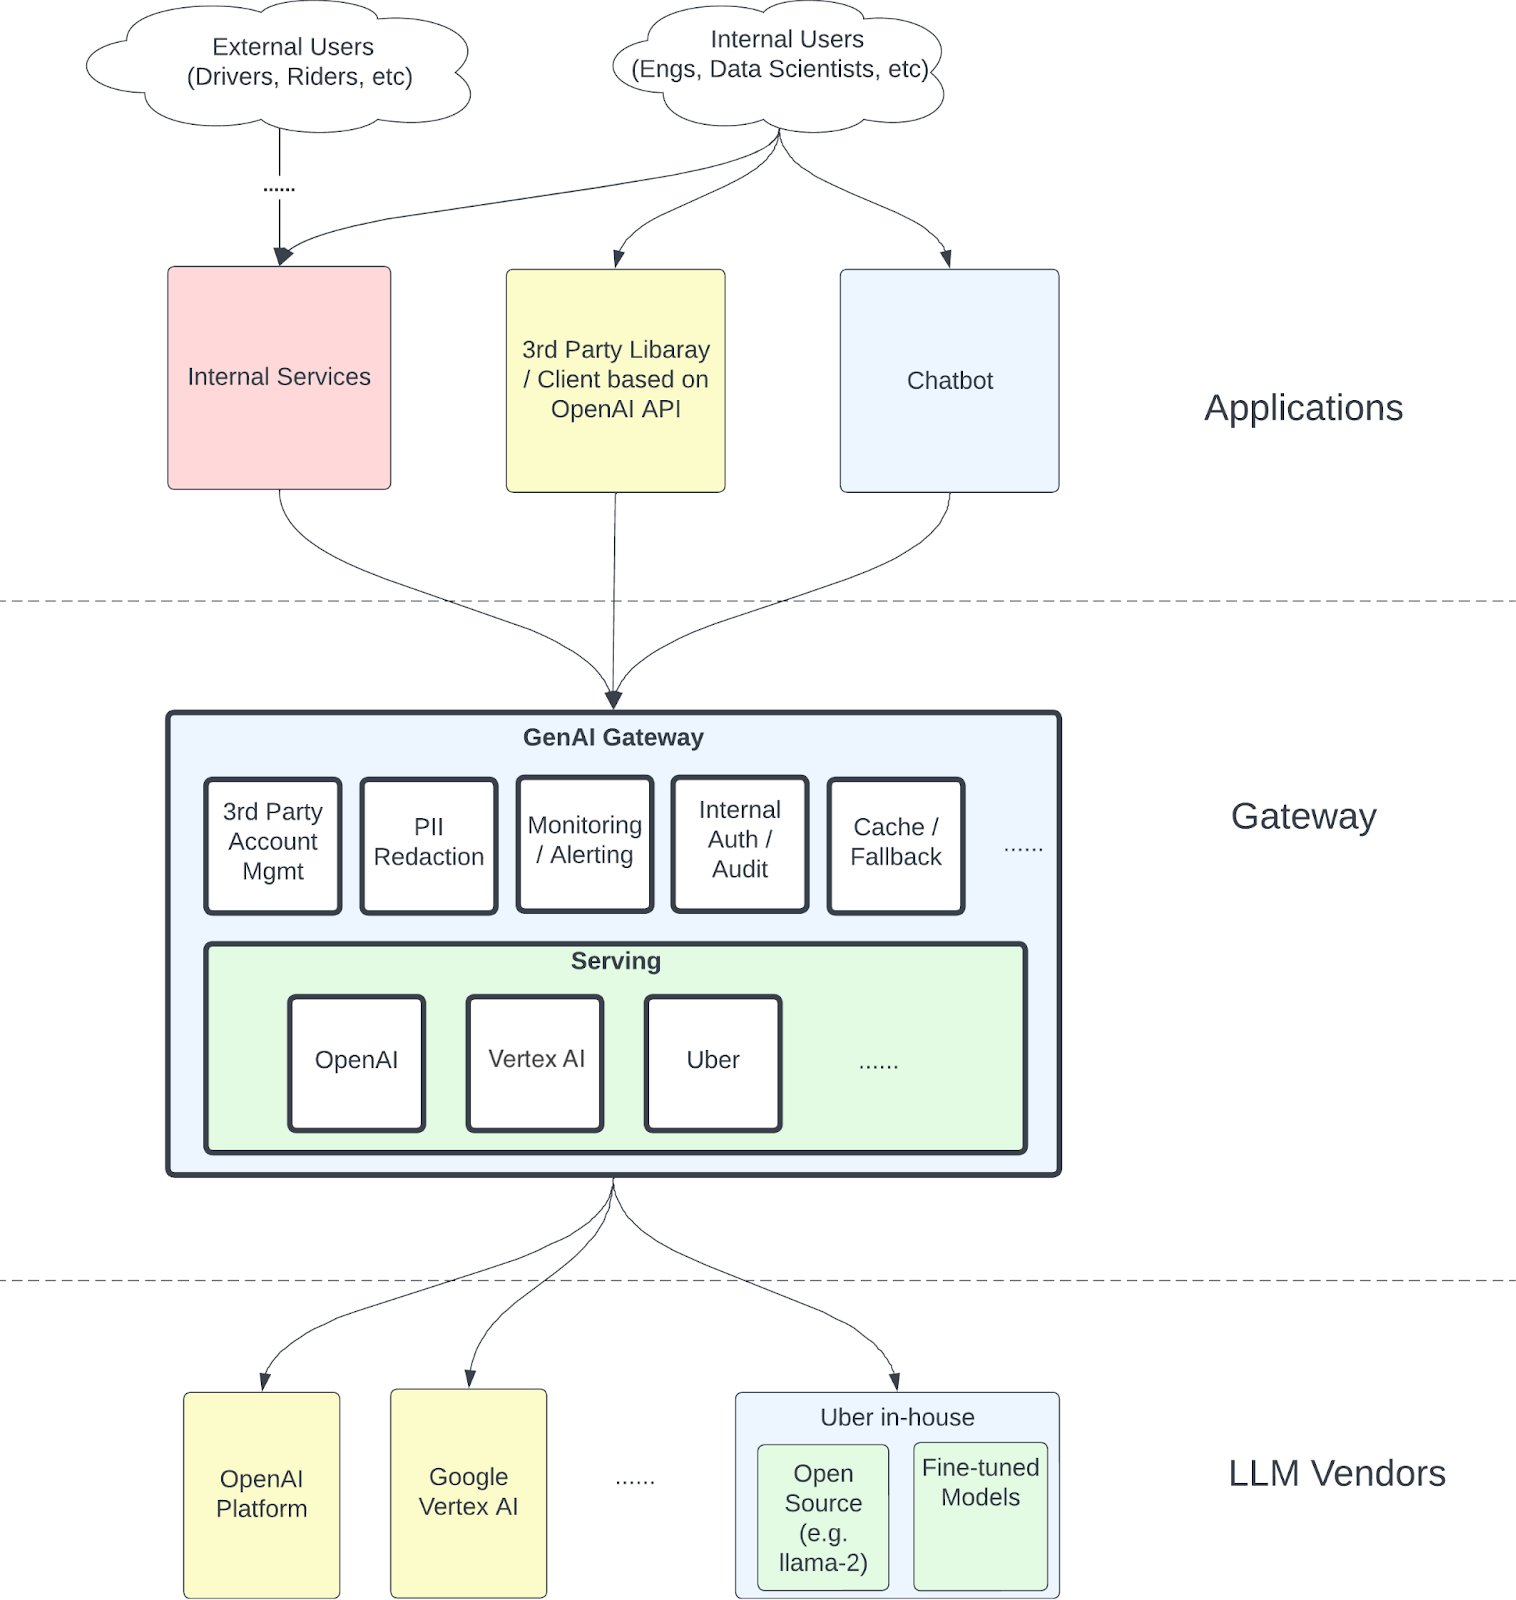 External Users
(Drivers, Riders, etc)
Internal Users
(Engs, Data Scientists, etc)
......
Internal Services
3rd Party Libaray
/ Client based on
OpenAI API
Chatbot
Applications
GenAI Gateway
3rd Party
Account
Mgmt
PII
Redaction
Monitoring
/ Alerting
Internal
Auth /
Audit
Cache /
Fallback
......
Gateway
Serving
OpenAI
Vertex AI
Uber
......
OpenAI
Platform
Google
Vertex AI
......
Uber in-house
Open
Source
(e.g.
llama-2)
Fine-tuned
Models
LLM Vendors